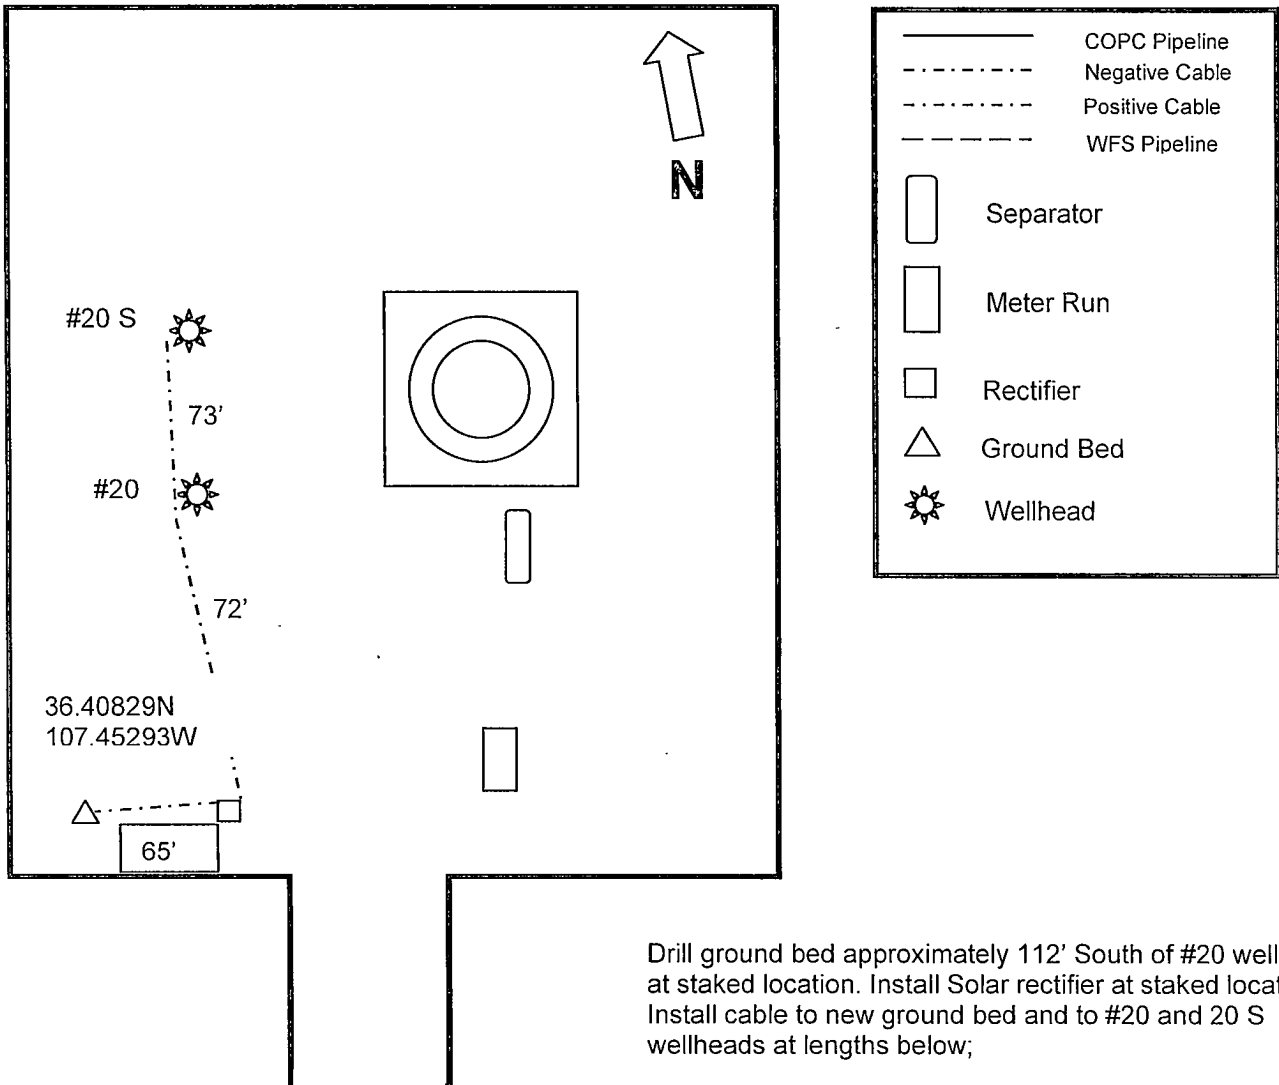 N
#20 S
73'
#20
72'
36.40829N
107.45293W
65'
COPC Pipeline
Negative Cable
Positive Cable
WFS Pipeline
Separator
Meter Run
Rectifier
Ground Bed
Wellhead
Drill ground bed approximately 112' South of #20 well
at staked location. Install Solar rectifier at staked locat
Install cable to new ground bed and to #20 and 20 S
wellheads at lengths below;